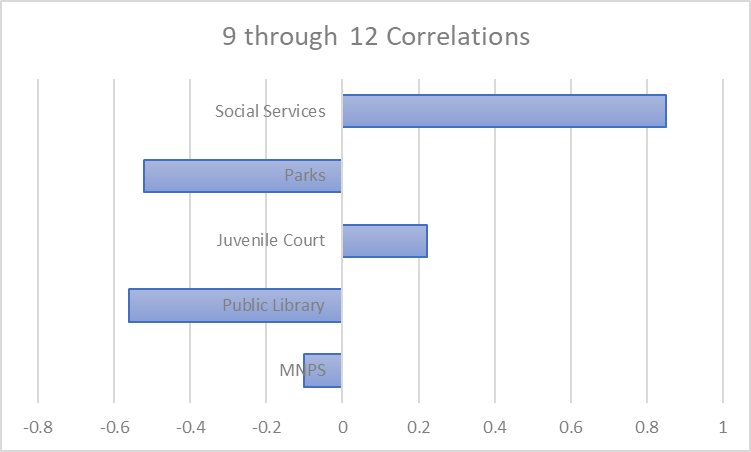 9 through 12 Correlations
Social Services
Parks
Juvenile Court
Public Library
MNPS
-0.8 -0.6 -0.4 -0.2 0 0.2 0.4 0.6 0.8 1